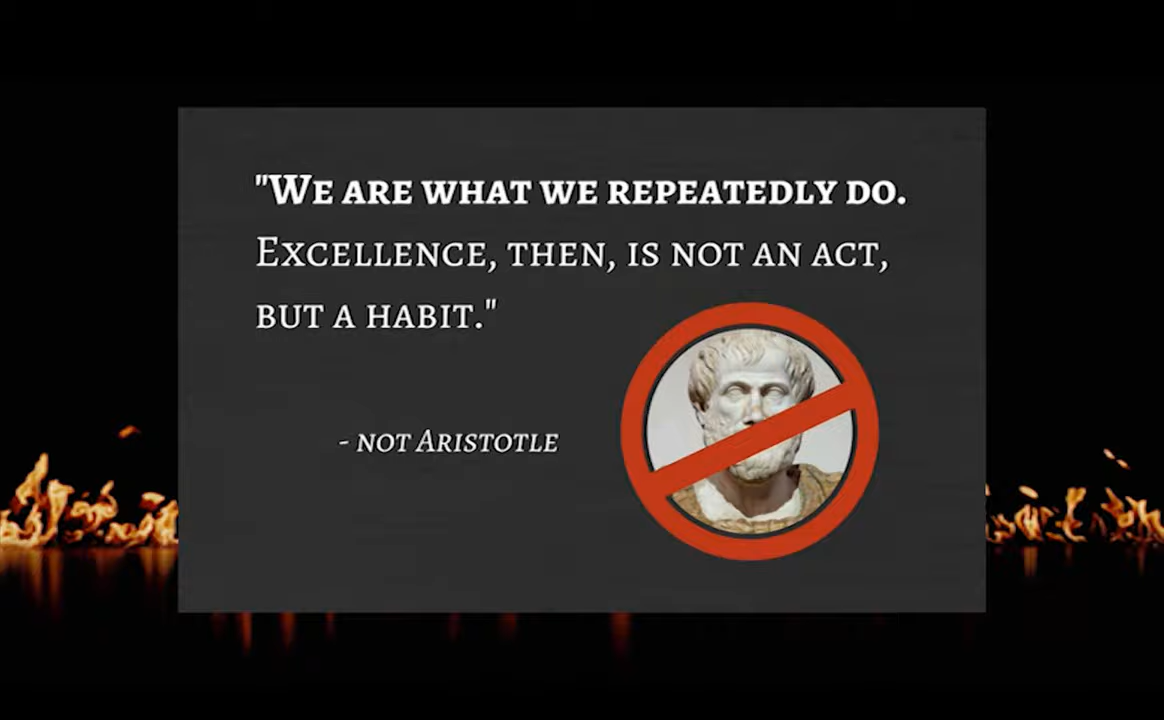 "We are what we repeatedly do.
Excellence, then, is not an act,
but a habit."
- not Aristotle